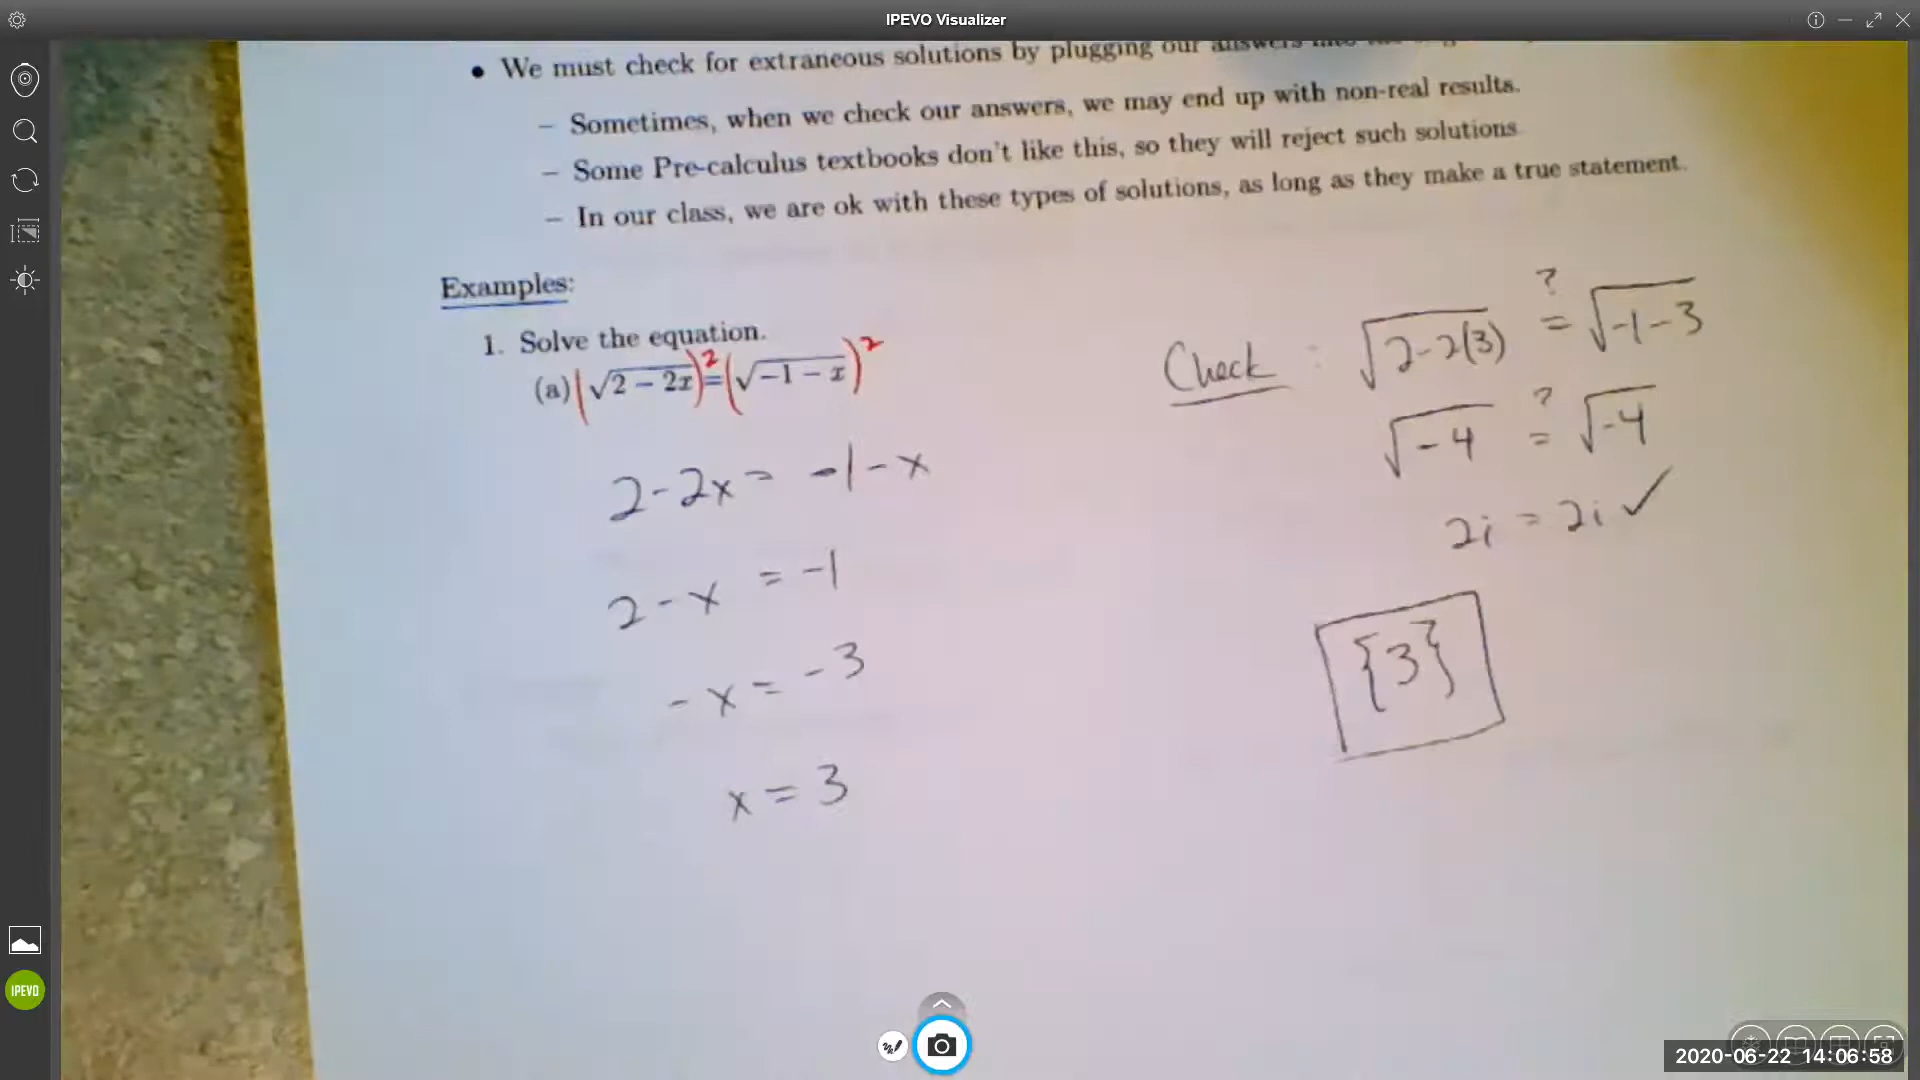 IPEVO Visualizer
• We must check for extraneous solutions by plugging our answers into
– Sometimes, when we check our answers, we may end up with non-real results.
– Some Pre-calculus textbooks don't like this, so they will reject such solutions
– In our class, we are ok with these types of solutions, as long as they make a true statement.
Examples:
1. Solve the equation.
(a) (√(2 − 2x))² = (√(−1 − x))²
2-2x = -1-x
2-x = -1
-x = -3
x = 3
Check : √(2-2(3)) ?= √(-1-3)
√-4 ?= √-4
2i = 2i ✓
{3}
IPEVO
2020-06-22 14:06:58